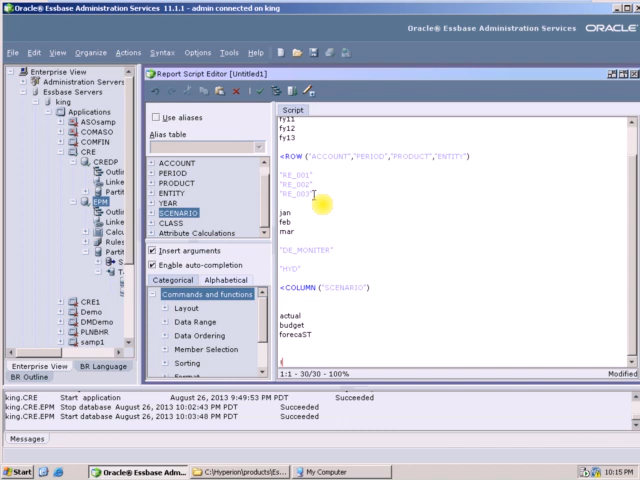 Oracle® Essbase Administration Services 11.1.1 - admin connected on king
Oracle® Essbase Administration Services ORACLE
File Edit View Organize Actions Syntax Options Tools Help
Enterprise View
Administration Servers
Essbase Servers
king
Applications
ASOsamp
COMASO
COMFIN
CRE
CREDP
Outlin
Linke
Partit
EPM
Outlin
Linke
Calcu
Rules
Partit
CRE1
Demo
DMDemo
PLNBHR
samp1
Enterprise View BR Language
BR Outline
Report Script Editor [Untitled1]
Use aliases
Alias table
ACCOUNT
PERIOD
PRODUCT
ENTITY
YEAR
SCENARIO
CLASS
Attribute Calculations
Insert arguments
Enable auto-completion
Categorical Alphabetical
Commands and functions
Layout
Data Range
Data Ordering
Member Selection
Sorting
Format
Script
fy11
fy12
fy13
<ROW ("ACCOUNT","PERIOD","PRODUCT","ENTITY")
"RE_001"
"RE_002"
"RE_003"
jan
feb
mar
"DE_MONITER"
"HYD"
<COLUMN ("SCENARIO")
actual
budget
forecaST
!
1:1 - 30/30 - 100% Modified
king.CRE Start application August 26, 2013 9:49:53 PM PDT Succeeded
king.CRE.EPM Stop database August 26, 2013 10:02:43 PM PDT Succeeded
king.CRE.EPM Start database August 26, 2013 10:03:48 PM PDT Succeeded
Messages
Start Oracle® Essbase Adm... C:\Hyperion\products\Es... My Computer 10:15 PM